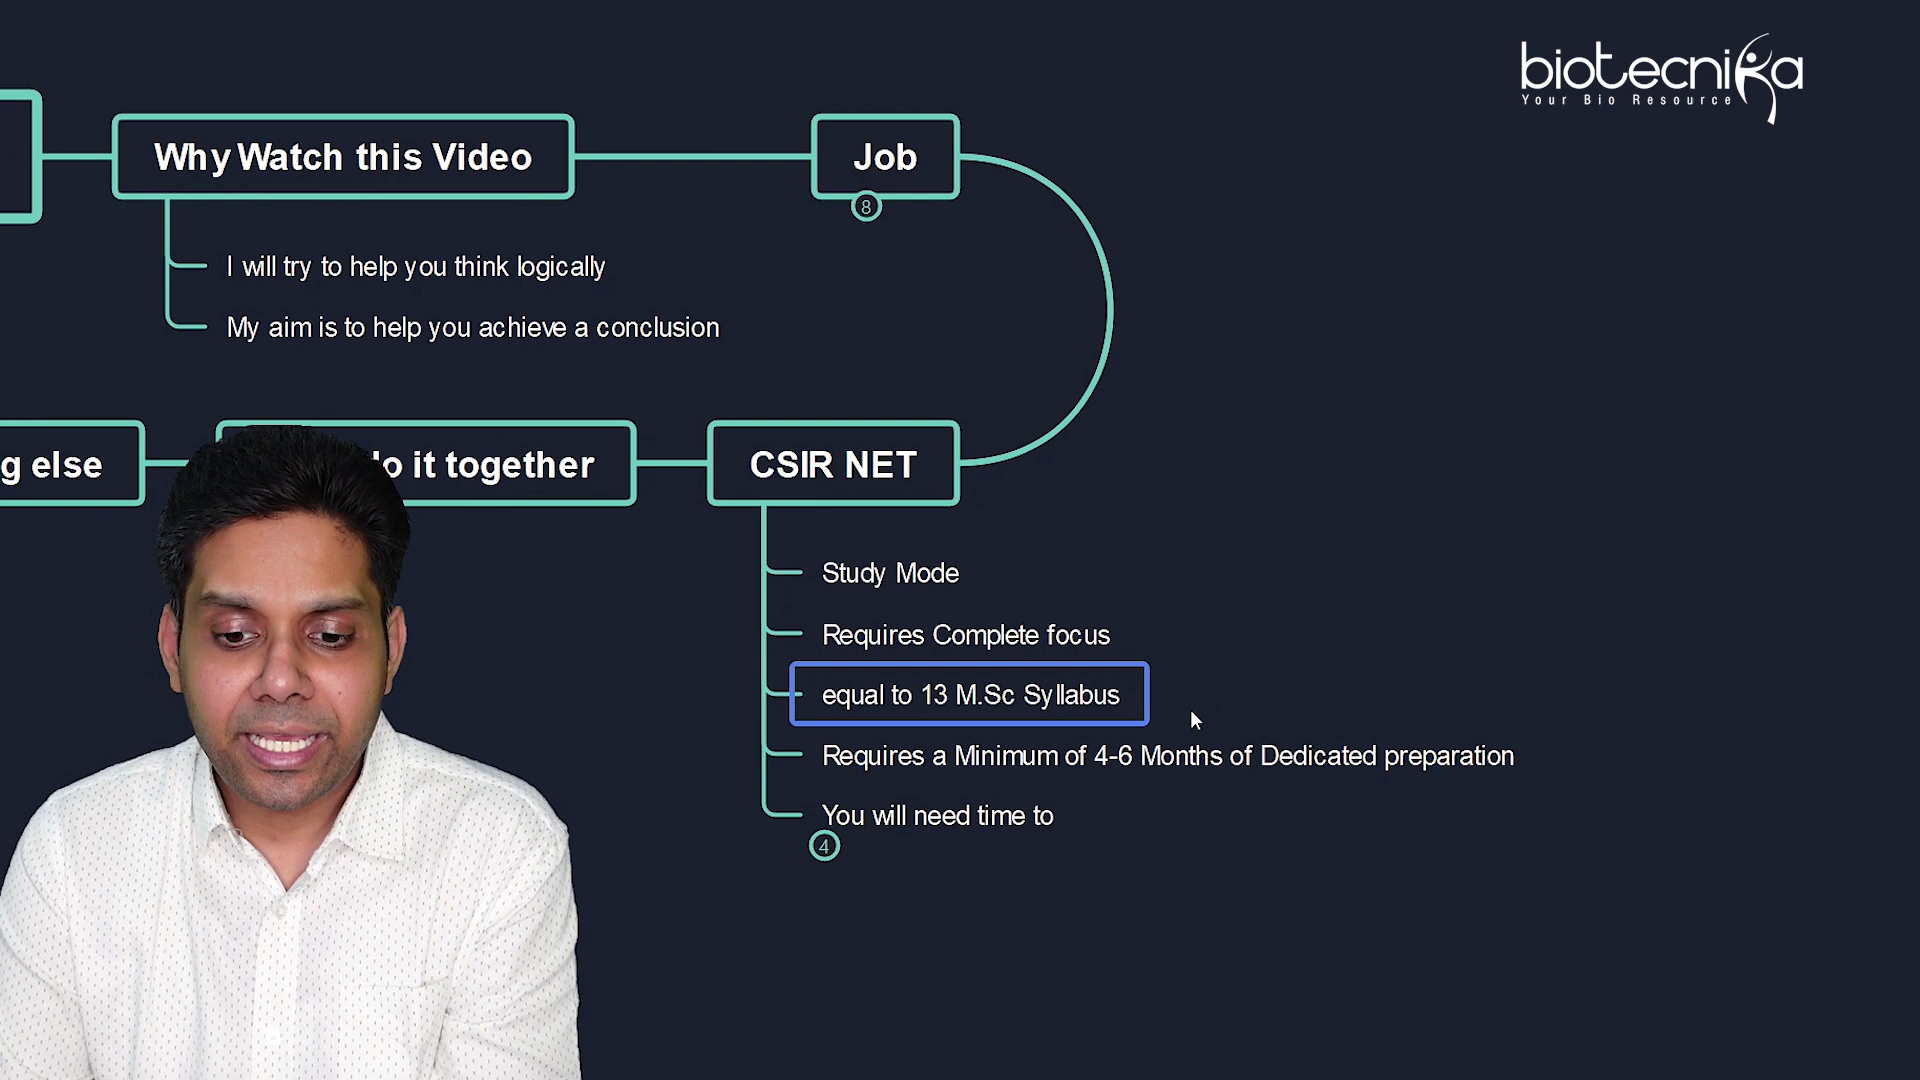 biotecnika
Your Bio Resource
Why Watch this Video
Job
8
I will try to help you think logically
My aim is to help you achieve a conclusion
g else
it together
CSIR NET
Study Mode
Requires Complete focus
equal to 13 M.Sc Syllabus
Requires a Minimum of 4-6 Months of Dedicated preparation
You will need time to
4